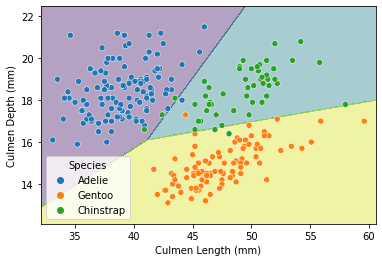 22
20
18
16
14
Culmen Depth (mm)
Species
Adelie
Gentoo
Chinstrap
35
40
45
50
55
60
Culmen Length (mm)